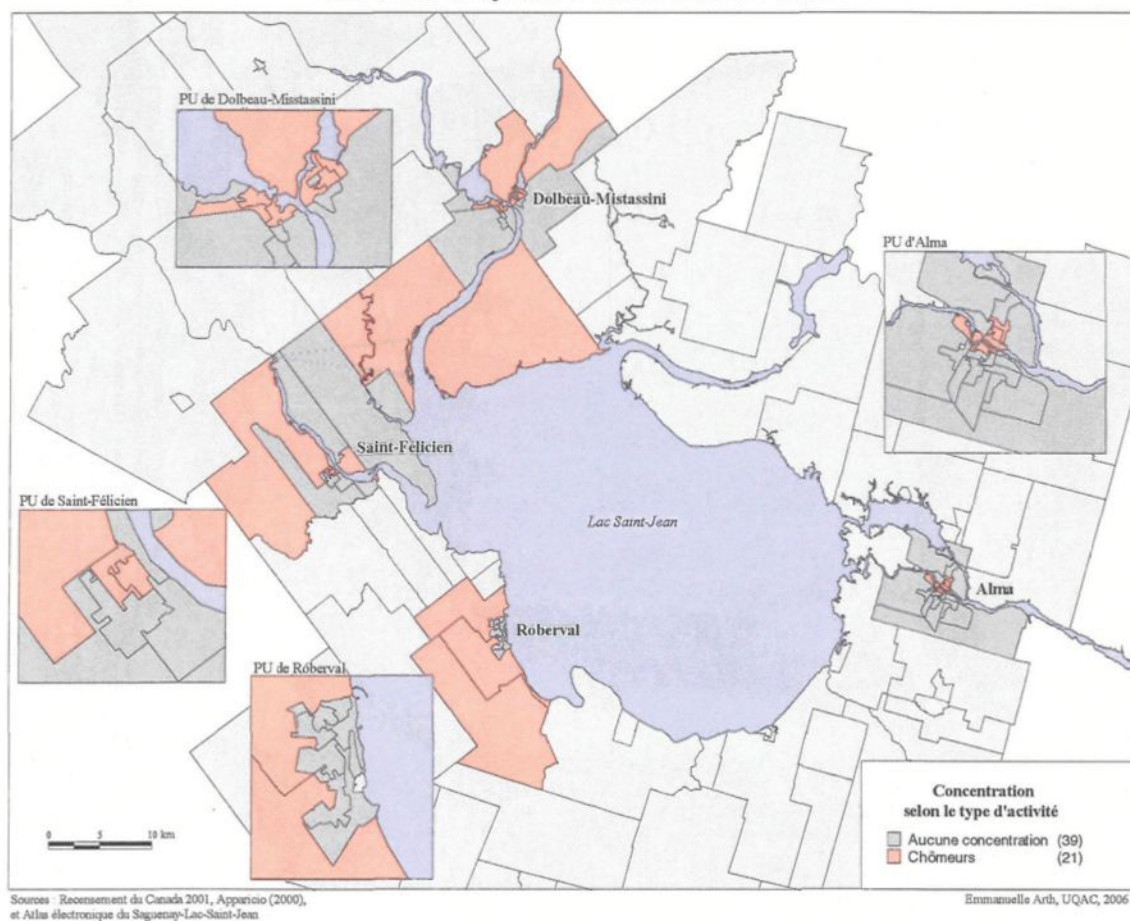 PU de Dolbeau-Misstassini
Dolbeau-Mistassini
PU d'Alma
Saint-Félicien
PU de Saint-Félicien
Lac Saint-Jean
Alma
Roberval
PU de Roberval
Concentration
selon le type d'activité
Aucune concentration (39)
Chômeurs (21)
0 5 10 km
Sources : Recensement du Canada 2001, Apparicio (2000),
et Atlas électronique du Saguenay-Lac-Saint-Jean
Emmanuelle Arth, UQAC, 2006